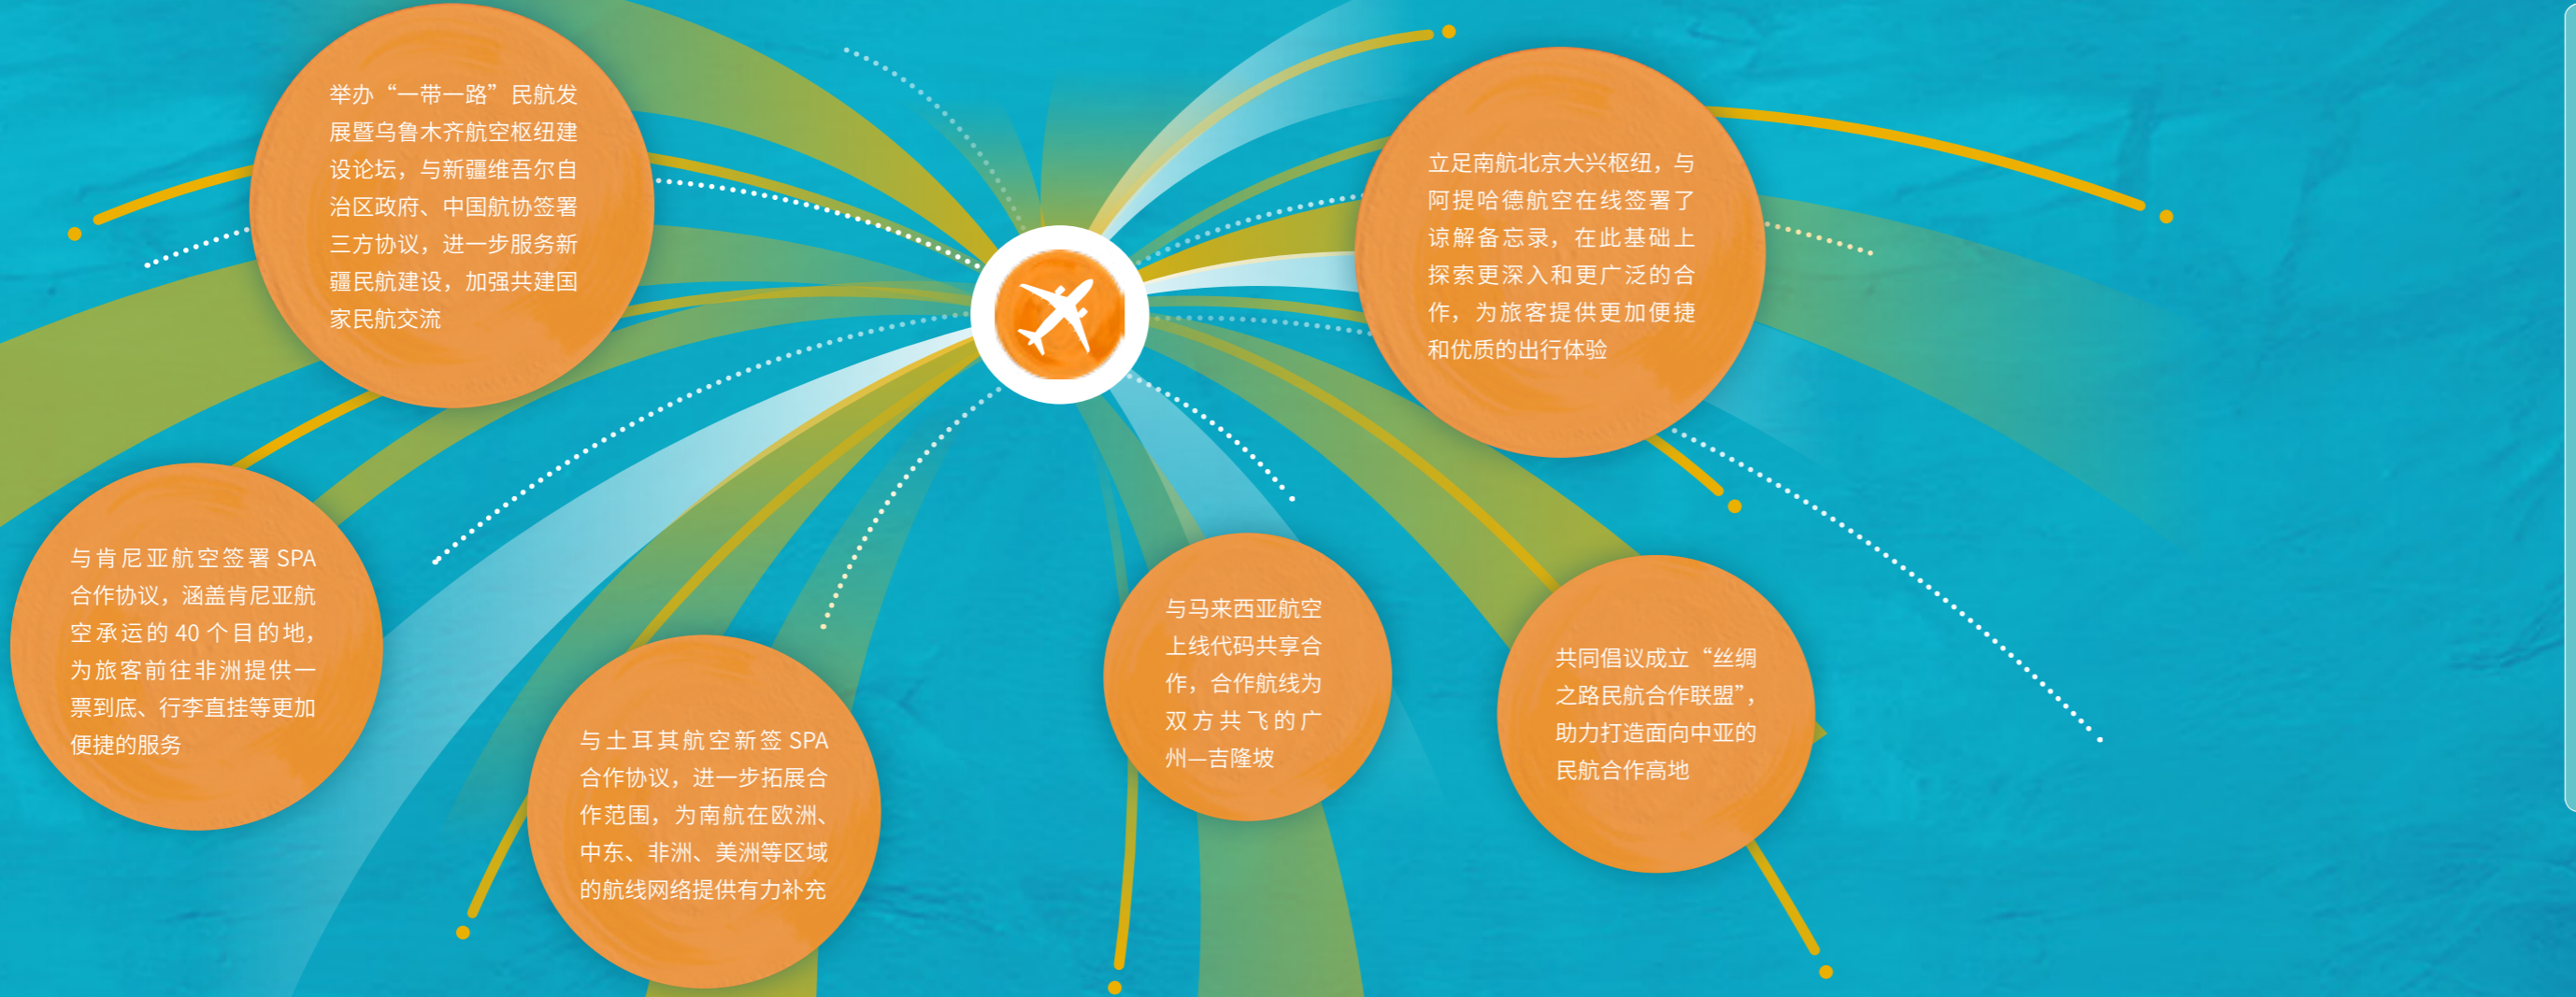 举办“一带一路”民航发
展暨乌鲁木齐航空枢纽建
设论坛，与新疆维吾尔自
治区政府、中国航协签署
三方协议，进一步服务新
疆民航建设，加强共建国
家民航交流
立足南航北京大兴枢纽，与
阿提哈德航空在线签署了
谅解备忘录，在此基础上
探索更深入和更广泛的合
作，为旅客提供更加便捷
和优质的出行体验
与肯尼亚航空签署 SPA
合作协议，涵盖肯尼亚航
空承运的 40 个目的地，
为旅客前往非洲提供一
票到底、行李直挂等更加
便捷的服务
与土耳其航空新签 SPA
合作协议，进一步拓展合
作范围，为南航在欧洲、
中东、非洲、美洲等区域
的航线网络提供有力补充
与马来西亚航空
上线代码共享合
作，合作航线为
双方共飞的广
州—吉隆坡
共同倡议成立“丝绸
之路民航合作联盟”，
助力打造面向中亚的
民航合作高地